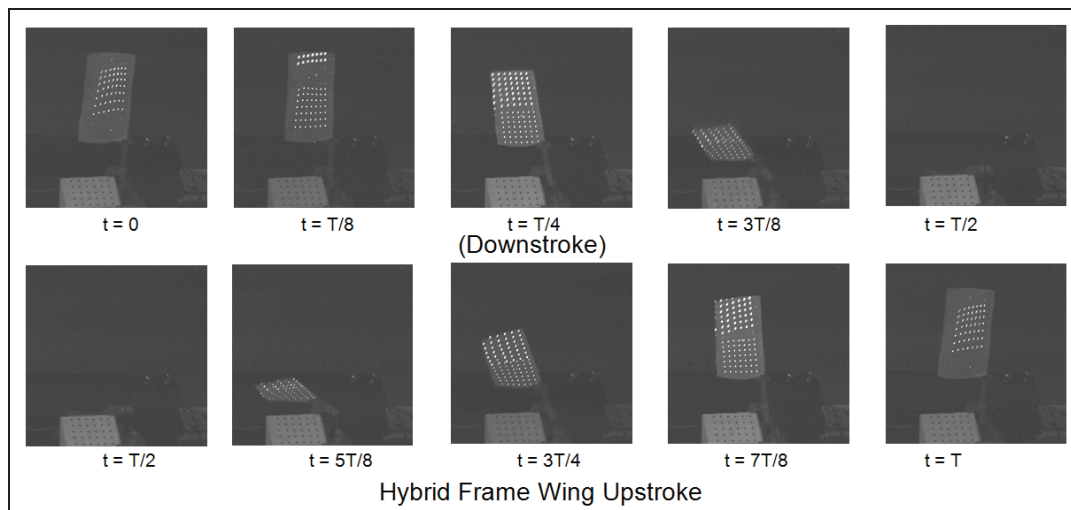 t = 0 t = T/8 t = T/4 t = 3T/8 t = T/2
(Downstroke)
t = T/2 t = 5T/8 t = 3T/4 t = 7T/8 t = T
Hybrid Frame Wing Upstroke